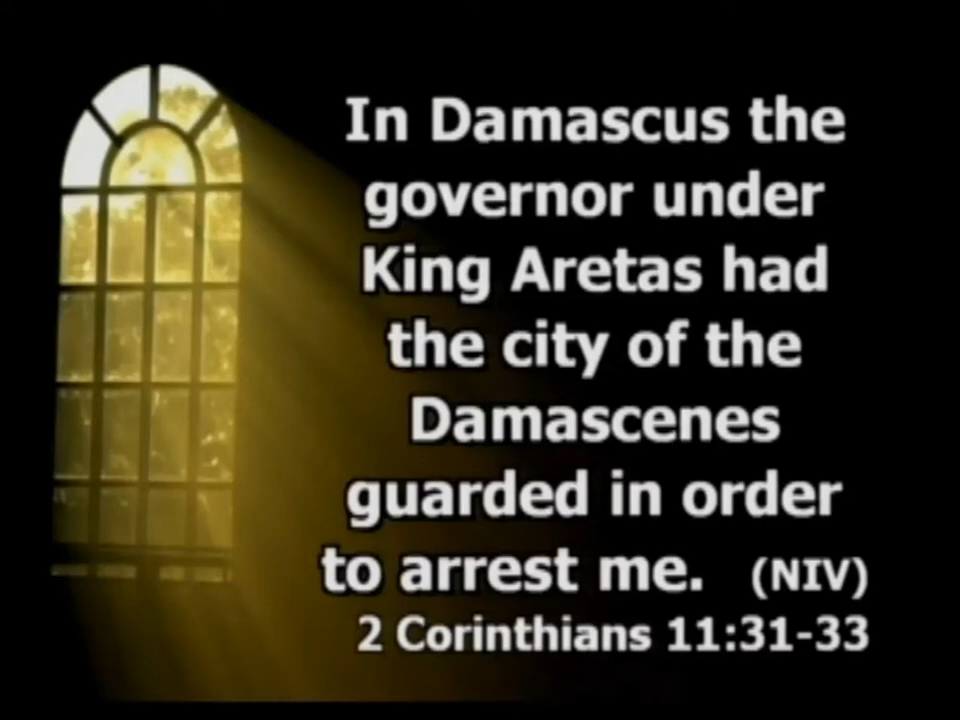 In Damascus the
governor under
King Aretas had
the city of the
Damascenes
guarded in order
to arrest me. (NIV)
2 Corinthians 11:31-33